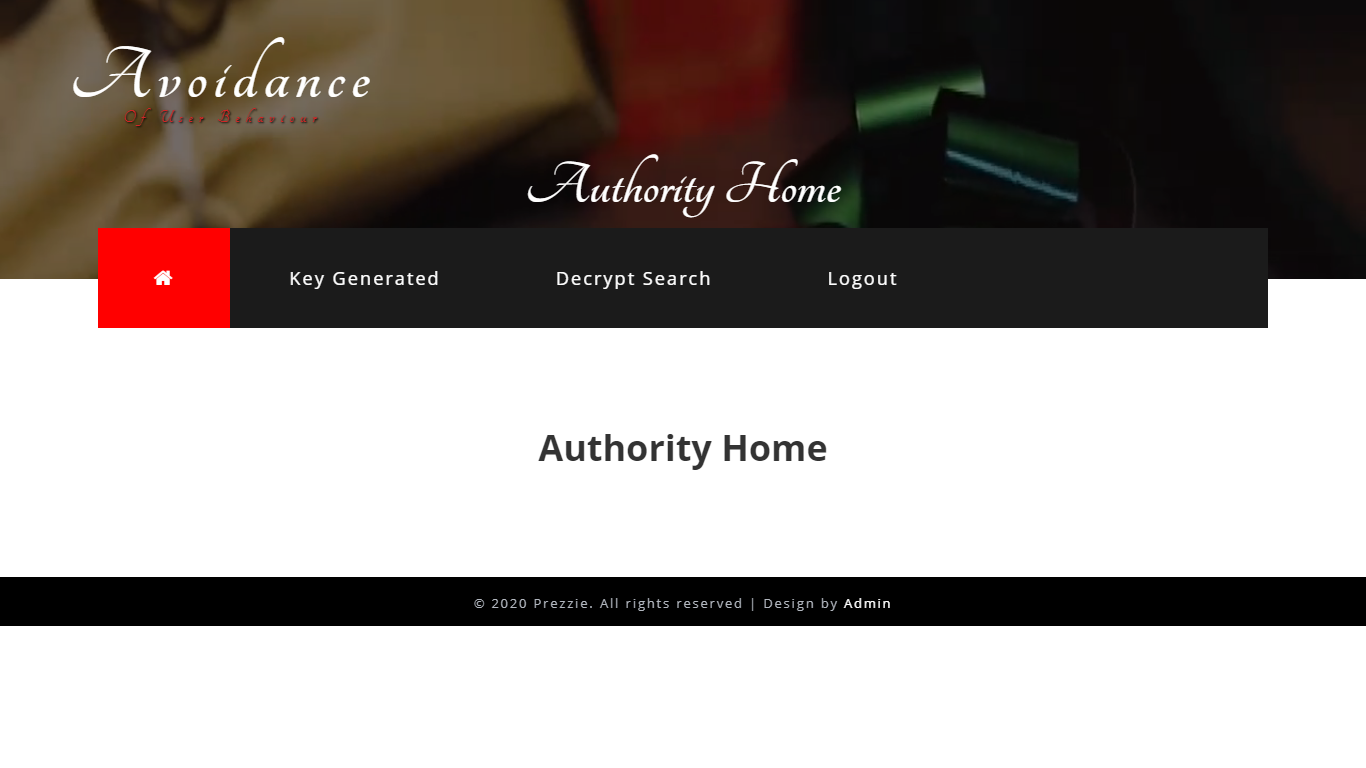 Avoidance
Of User Behaviour
Authority Home
Key Generated Decrypt Search Logout
Authority Home
© 2020 Prezzie. All rights reserved | Design by Admin